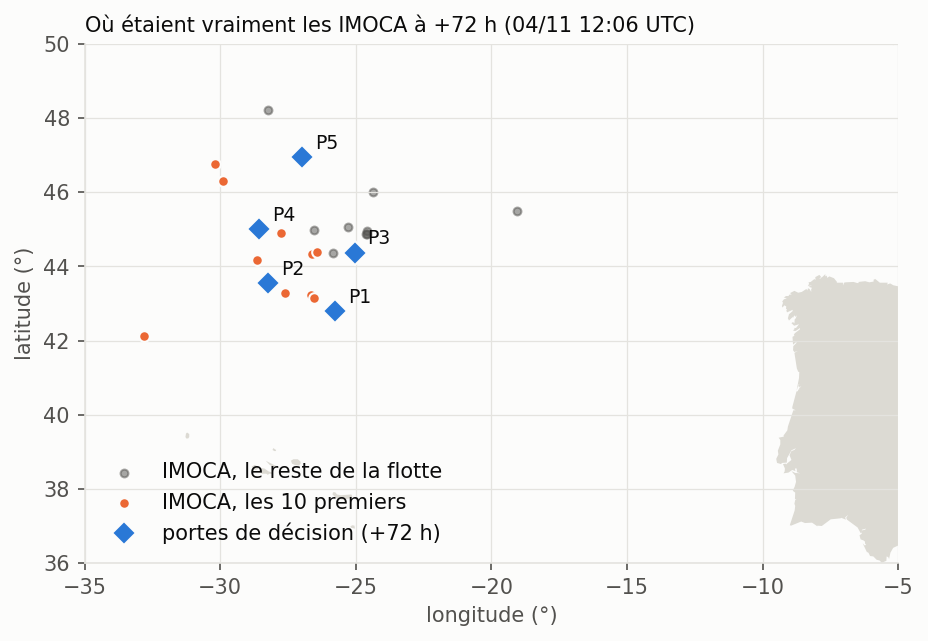 Où étaient vraiment les IMOCA à +72 h (04/11 12:06 UTC)
50
48
46
44
42
40
38
36
latitude (°)
P5
P4
P3
P2
P1
IMOCA, le reste de la flotte
IMOCA, les 10 premiers
portes de décision (+72 h)
−35
−30
−25
−20
−15
−10
−5
longitude (°)